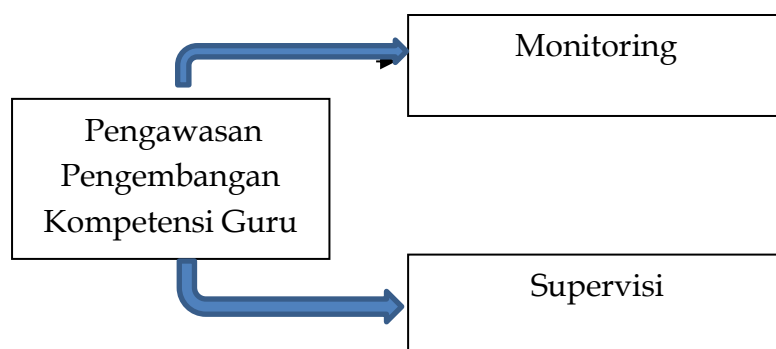 Monitoring
Pengawasan
Pengembangan
Kompetensi Guru
Supervisi